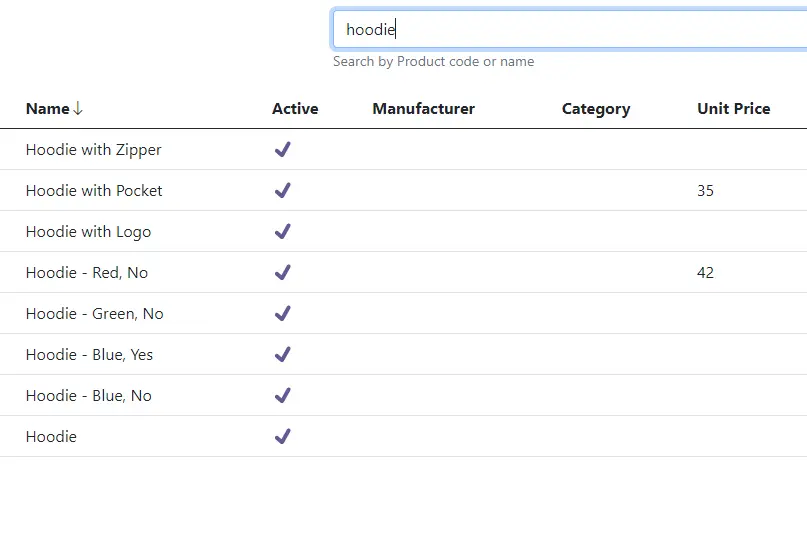 hoodie
Search by Product code or name
Name↓ Active Manufacturer Category Unit Price
Hoodie with Zipper ✔
Hoodie with Pocket ✔ 35
Hoodie with Logo ✔
Hoodie - Red, No ✔ 42
Hoodie - Green, No ✔
Hoodie - Blue, Yes ✔
Hoodie - Blue, No ✔
Hoodie ✔